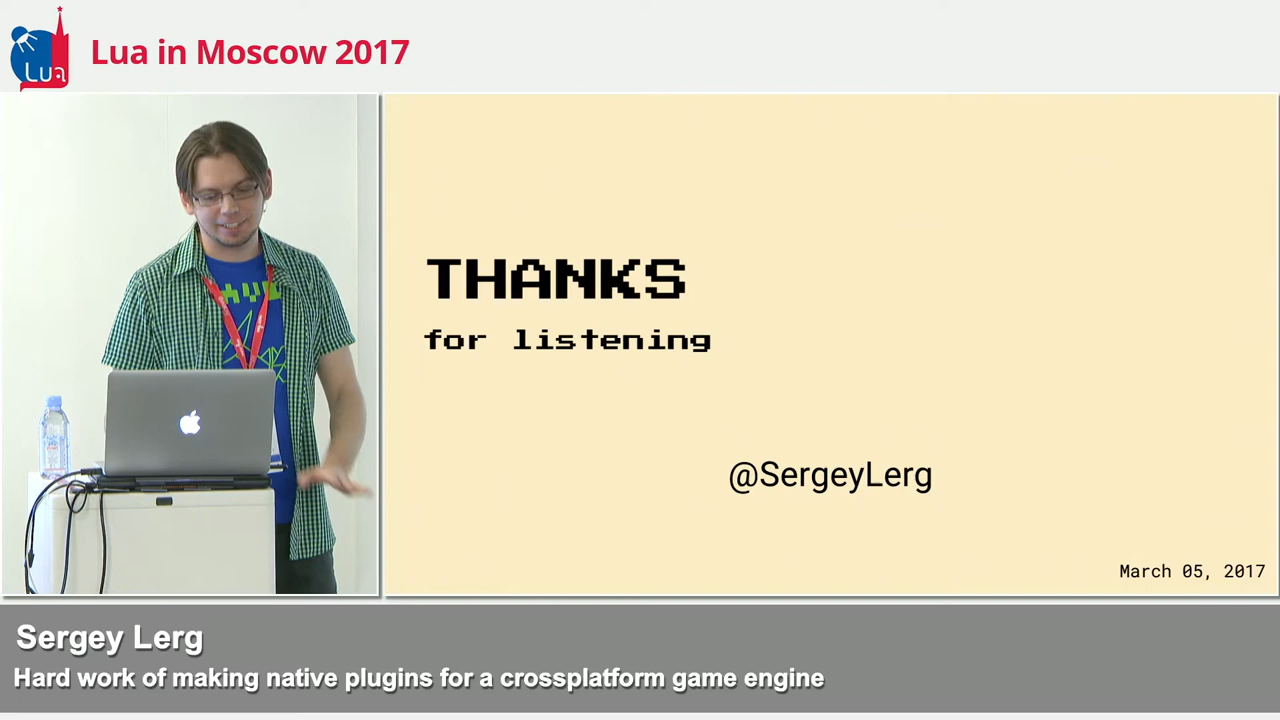 Lua
Lua in Moscow 2017
THANKS
for listening
@SergeyLerg
March 05, 2017
Sergey Lerg
Hard work of making native plugins for a crossplatform game engine